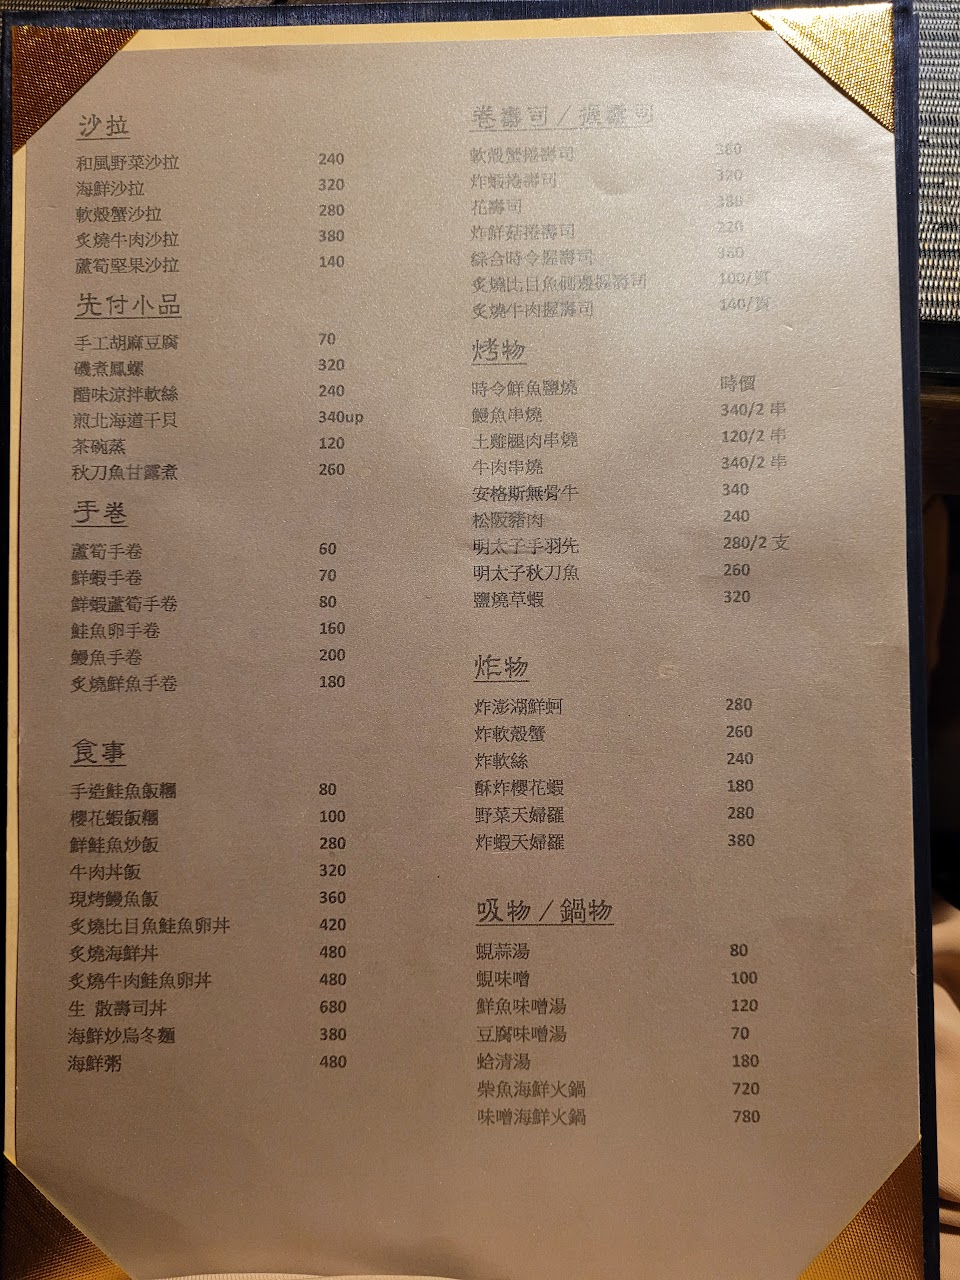 沙拉
和風野菜沙拉 240
海鮮沙拉 320
軟殼蟹沙拉 280
炙燒牛肉沙拉 380
蘆筍堅果沙拉 140
先付小品
手工胡麻豆腐 70
磯煮鳳螺 320
醋味涼拌軟絲 240
煎北海道干貝 340up
茶碗蒸 120
秋刀魚甘露煮 260
手巻
蘆筍手卷 60
鮮蝦手卷 70
鮮蝦蘆筍手卷 80
鮭魚卵手卷 160
鰻魚手卷 200
炙燒鮮魚手卷 180
食事
手造鮭魚飯糰 80
櫻花蝦飯糰 100
鮮鮭魚炒飯 280
牛肉丼飯 320
現烤鰻魚飯 360
炙燒比目魚鮭魚卵丼 420
炙燒海鮮丼 480
炙燒牛肉鮭魚卵丼 480
生 散壽司丼 680
海鮮炒烏冬麵 380
海鮮粥 480
卷壽司／握壽司
軟殼蟹捲壽司
炸蝦捲壽司 320
花壽司
炸鮮菇捲壽司 220
綜合時令握壽司
炙燒比目魚側邊握壽司 100/貫
炙燒牛肉握壽司 140/貫
烤物
時令鮮魚鹽燒 時價
鰻魚串燒 340/2 串
土雞腿肉串燒 120/2 串
牛肉串燒 340/2 串
安格斯無骨牛 340
松阪豬肉 240
明太子手羽先 280/2 支
明太子秋刀魚 260
鹽燒草蝦 320
炸物
炸澎湖鮮蚵 280
炸軟殼蟹 260
炸軟絲 240
酥炸櫻花蝦 180
野菜天婦羅 280
炸蝦天婦羅 380
吸物／鍋物
蜆蒜湯 80
蜆味噌 100
鮮魚味噌湯 120
豆腐味噌湯 70
蛤清湯 180
柴魚海鮮火鍋 720
味噌海鮮火鍋 780